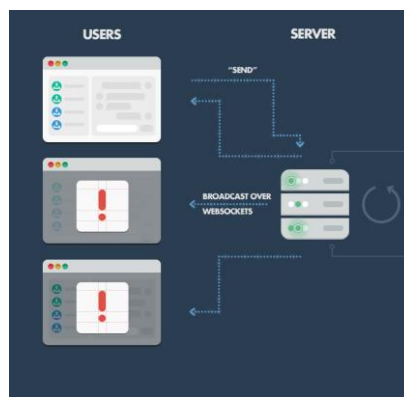 USERS
SERVER
"SEND"
BROADCAST OVER
WEBSOCKETS